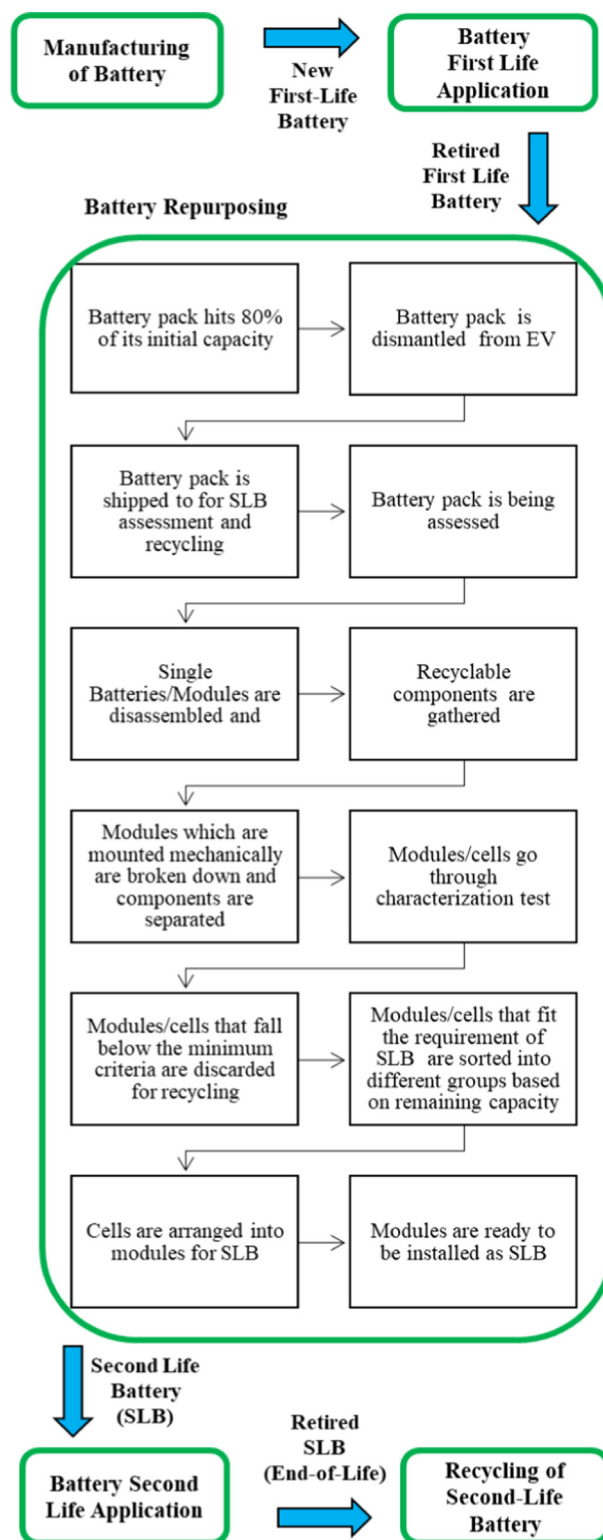 Manufacturing
of Battery
New
First-Life
Battery
Battery
First Life
Application
Retired
First Life
Battery
Battery Repurposing
Battery pack hits 80%
of its initial capacity
Battery pack is
dismantled from EV
Battery pack is
shipped to for SLB
assessment and
recycling
Battery pack is being
assessed
Single
Batteries/Modules are
disassembled and
Recyclable
components are
gathered
Modules which are
mounted mechanically
are broken down and
components are
separated
Modules/cells go
through
characterization test
Modules/cells that fall
below the minimum
criteria are discarded
for recycling
Modules/cells that fit
the requirement of
SLB are sorted into
different groups based
on remaining capacity
Cells are arranged into
modules for SLB
Modules are ready to
be installed as SLB
Second Life
Battery
(SLB)
Battery Second
Life Application
Retired
SLB
(End-of-Life)
Recycling of
Second-Life
Battery